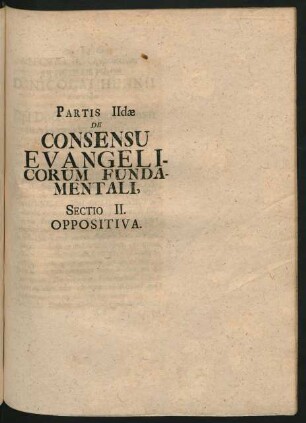 PARTIS IIdæ
DE
CONSENSU
EVANGELI-
CORUM FUNDA-
MENTALI,
SECTIO II.
OPPOSITIVA.